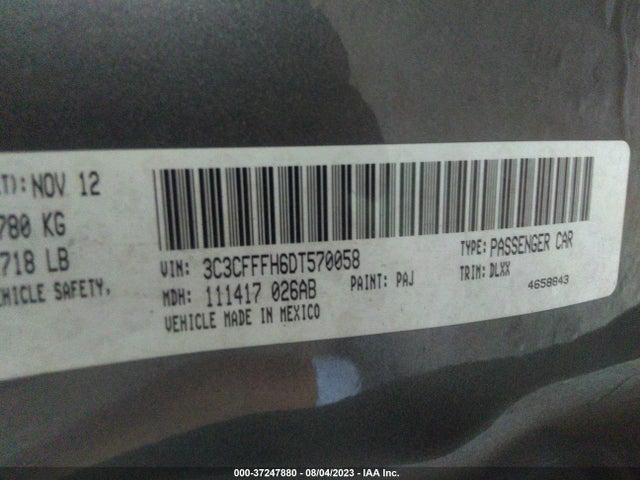 T): NOV 12
780 KG
718 LB
EHICLE SAFETY,
VIN: 3C3CFFFH6DT570058
TYPE: PASSENGER CAR
MDH: 111417 026AB
PAINT: PAJ
TRIM: DLXX
VEHICLE MADE IN MEXICO
4658843
000-37247880 - 08/04/2023 - IAA Inc.